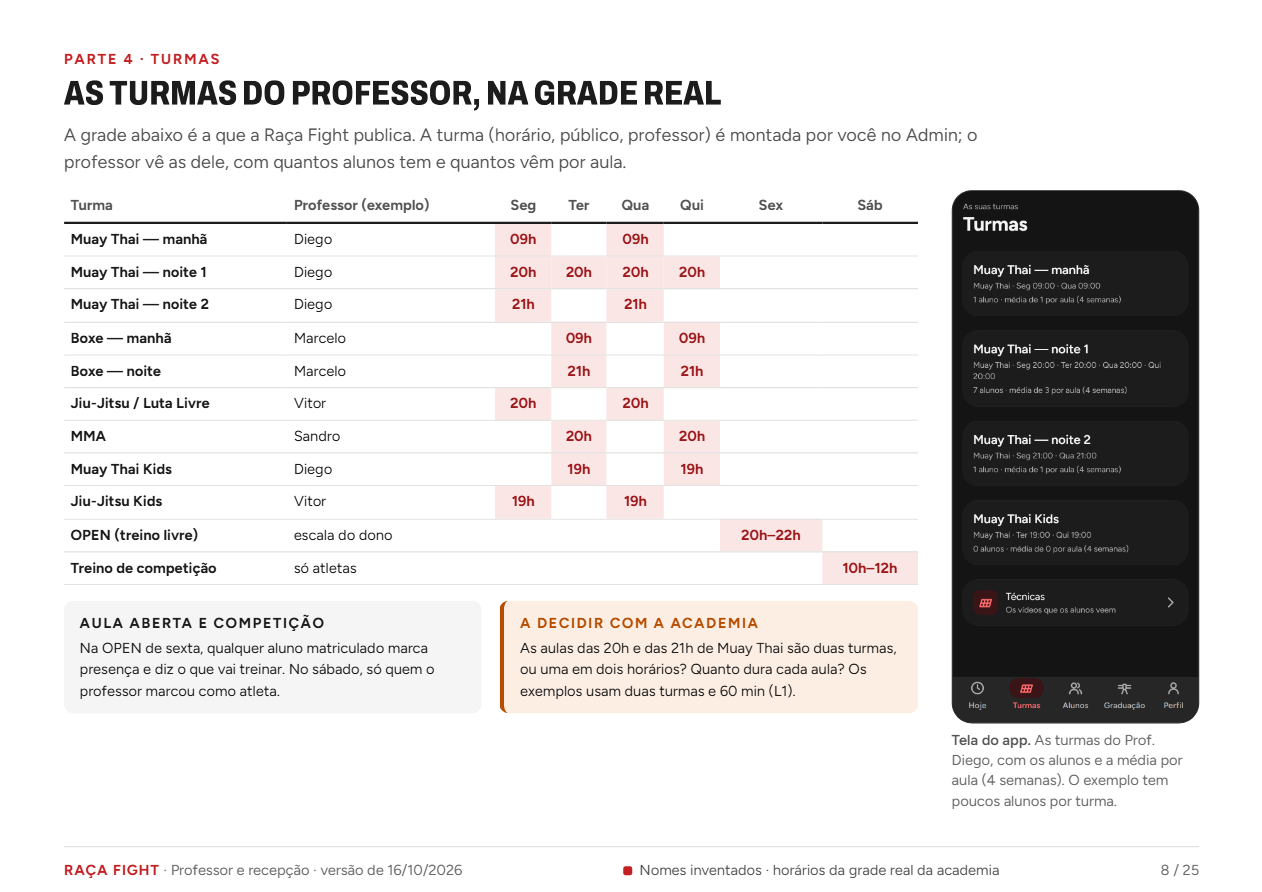 PARTE 4 · TURMAS
AS TURMAS DO PROFESSOR, NA GRADE REAL
A grade abaixo é a que a Raça Fight publica. A turma (horário, público, professor) é montada por você no Admin; o
professor vê as dele, com quantos alunos tem e quantos vêm por aula.
Turma Professor (exemplo) Seg Ter Qua Qui Sex Sáb
Muay Thai — manhã Diego 09h 09h
Muay Thai — noite 1 Diego 20h 20h 20h 20h
Muay Thai — noite 2 Diego 21h 21h
Boxe — manhã Marcelo 09h 09h
Boxe — noite Marcelo 21h 21h
Jiu-Jitsu / Luta Livre Vitor 20h 20h
MMA Sandro 20h 20h
Muay Thai Kids Diego 19h 19h
Jiu-Jitsu Kids Vitor 19h 19h
OPEN (treino livre) escala do dono 20h–22h
Treino de competição só atletas 10h–12h
AULA ABERTA E COMPETIÇÃO
Na OPEN de sexta, qualquer aluno matriculado marca
presença e diz o que vai treinar. No sábado, só quem o
professor marcou como atleta.
A DECIDIR COM A ACADEMIA
As aulas das 20h e das 21h de Muay Thai são duas turmas,
ou uma em dois horários? Quanto dura cada aula? Os
exemplos usam duas turmas e 60 min (L1).
As suas turmas
Turmas
Muay Thai — manhã
Muay Thai · Seg 09:00 · Qua 09:00
1 aluno · média de 1 por aula (4 semanas)
Muay Thai — noite 1
Muay Thai · Seg 20:00 · Ter 20:00 · Qua 20:00 · Qui
20:00
7 alunos · média de 3 por aula (4 semanas)
Muay Thai — noite 2
Muay Thai · Seg 21:00 · Qua 21:00
1 aluno · média de 1 por aula (4 semanas)
Muay Thai Kids
Muay Thai · Ter 19:00 · Qui 19:00
0 alunos · média de 0 por aula (4 semanas)
Técnicas
Os vídeos que os alunos veem
Hoje Turmas Alunos Graduação Perfil
Tela do app. As turmas do Prof.
Diego, com os alunos e a média por
aula (4 semanas). O exemplo tem
poucos alunos por turma.
RAÇA FIGHT · Professor e recepção · versão de 16/10/2026
Nomes inventados · horários da grade real da academia
8 / 25